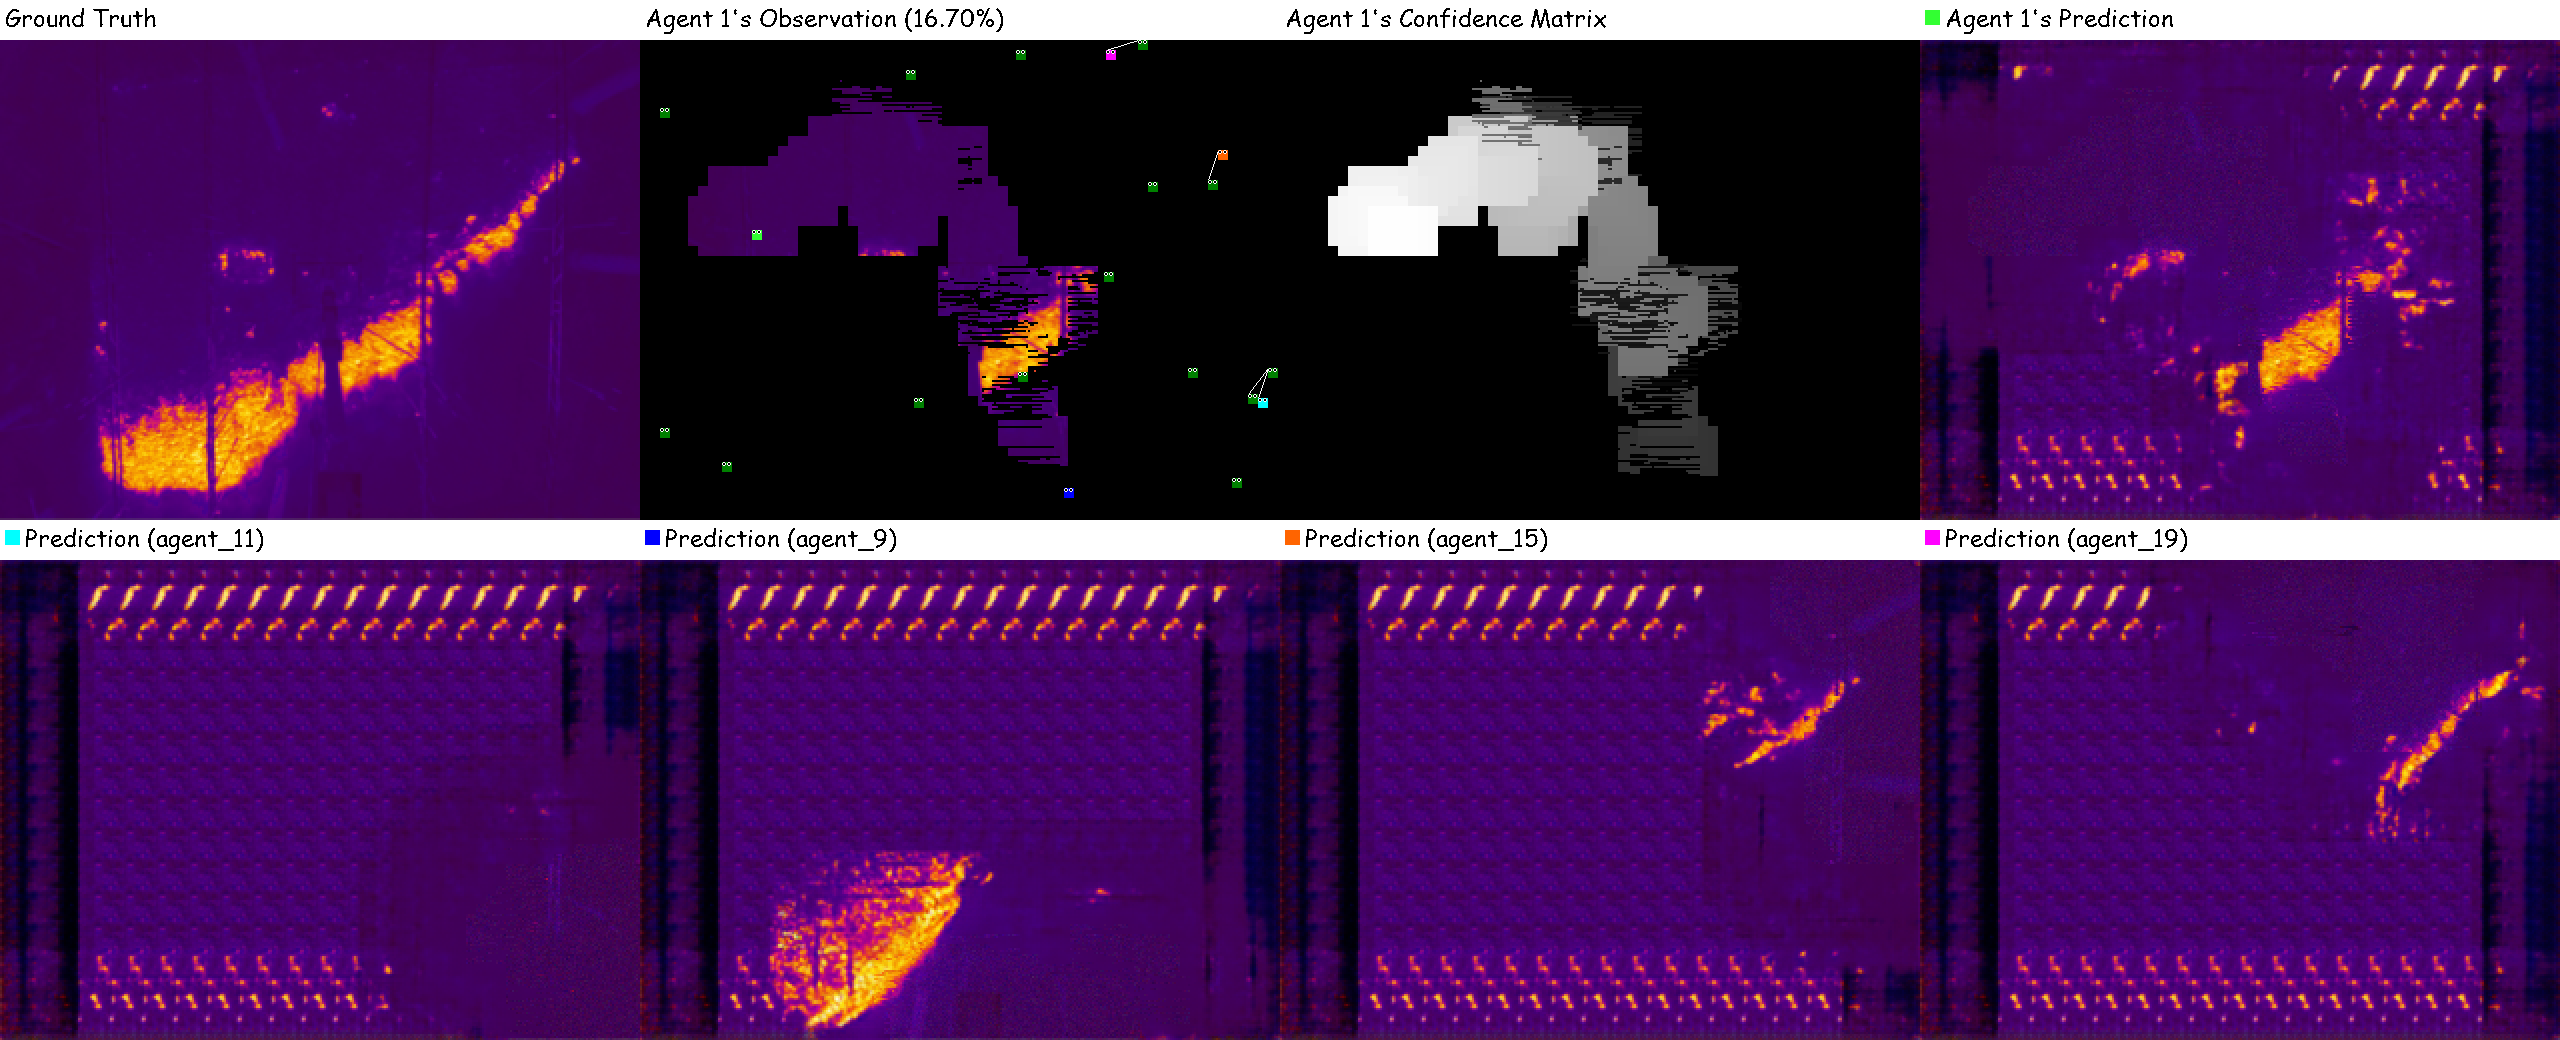 Ground Truth
Agent 1's Observation (16.70%)
Agent 1's Confidence Matrix
Agent 1's Prediction
Prediction (agent_11)
Prediction (agent_9)
Prediction (agent_15)
Prediction (agent_19)